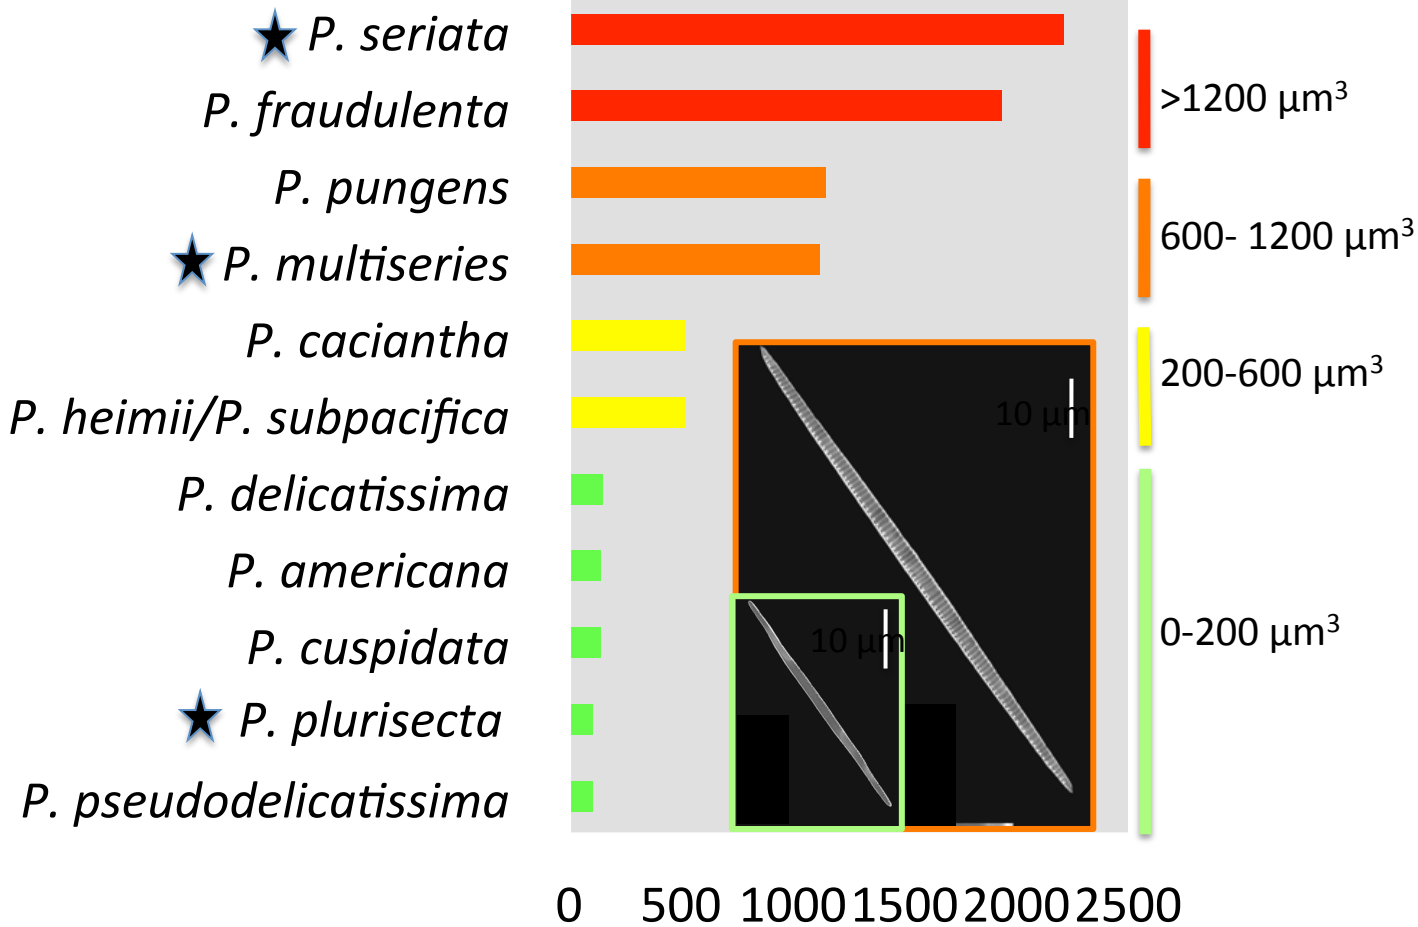 P. seriata
P. fraudulenta
P. pungens
P. multiseries
P. caciantha
P. heimii/P. subpacifica
P. delicatissima
P. americana
P. cuspidata
P. plurisecta
P. pseudodelicatissima
>1200 µm³
600- 1200 µm³
200-600 µm³
0-200 µm³
10 µm
10 µm
0 500 1000 1500 2000 2500